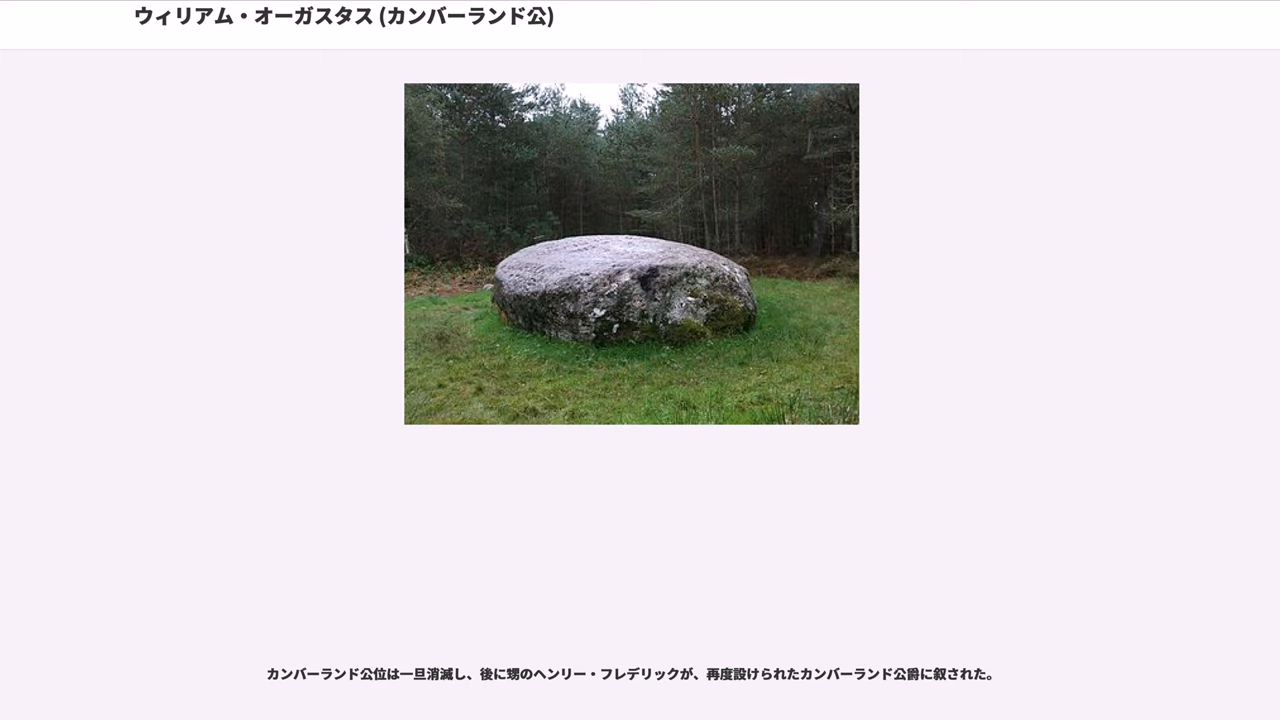 ウィリアム・オーガスタス (カンバーランド公)
カンバーランド公位は一旦消滅し、後に甥のヘンリー・フレデリックが、再度設けられたカンバーランド公爵に叙された。